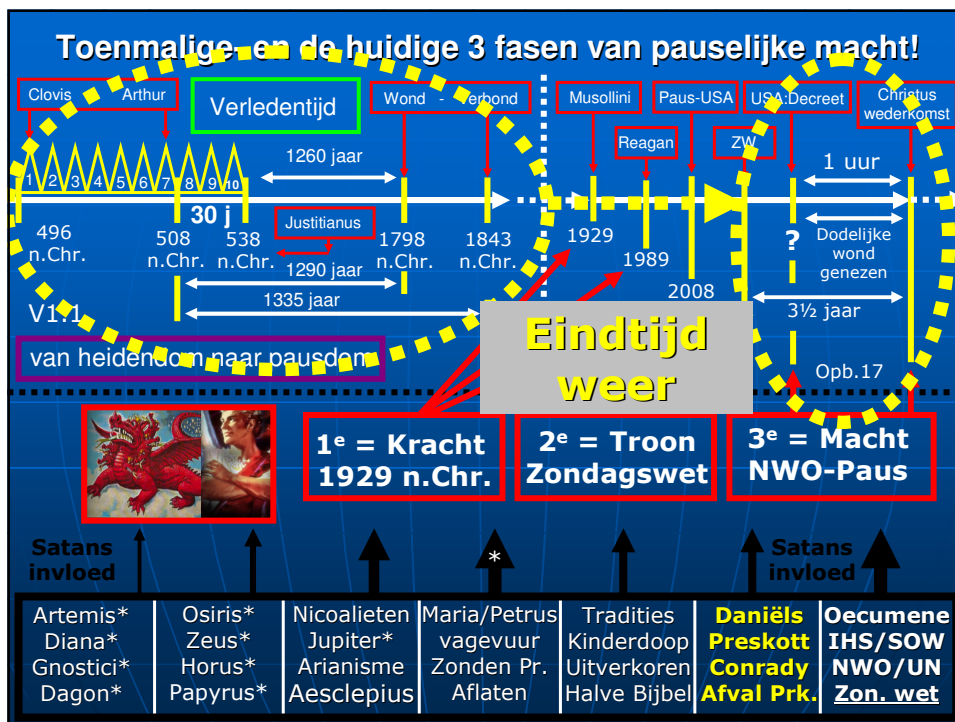 Toenmalige- en de huidige 3 fasen van pauselijke macht!
Clovis Arthur
Verledentijd
Wond - erbond
Musollini
Paus-USA
USA:Decreet
Christus
wederkomst
Reagan
ZW
1 2 3 4 5 6 7 8 9 10
1260 jaar
1 uur
30 j
Justitianus
496
n.Chr.
508
n.Chr.
538
n.Chr.
1798
n.Chr.
1843
n.Chr.
1929
1989
2008
?
Dodelijke
wond
genezen
1290 jaar
1335 jaar
3½ jaar
V1.1
Opb.17
van heidendom naar pausdom
Eindtijd
weer
1e = Kracht
1929 n.Chr.
2e = Troon
Zondagswet
3e = Macht
NWO-Paus
Satans
invloed
*
Satans
invloed
Artemis*
Diana*
Gnostici*
Dagon*
Osiris*
Zeus*
Horus*
Papyrus*
Nicoalieten
Jupiter*
Arianisme
Aesclepius
Maria/Petrus
vagevuur
Zonden Pr.
Aflaten
Tradities
Kinderdoop
Uitverkoren
Halve Bijbel
Daniëls
Preskott
Conrady
Afval Prk.
Oecumene
IHS/SOW
NWO/UN
Zon. wet